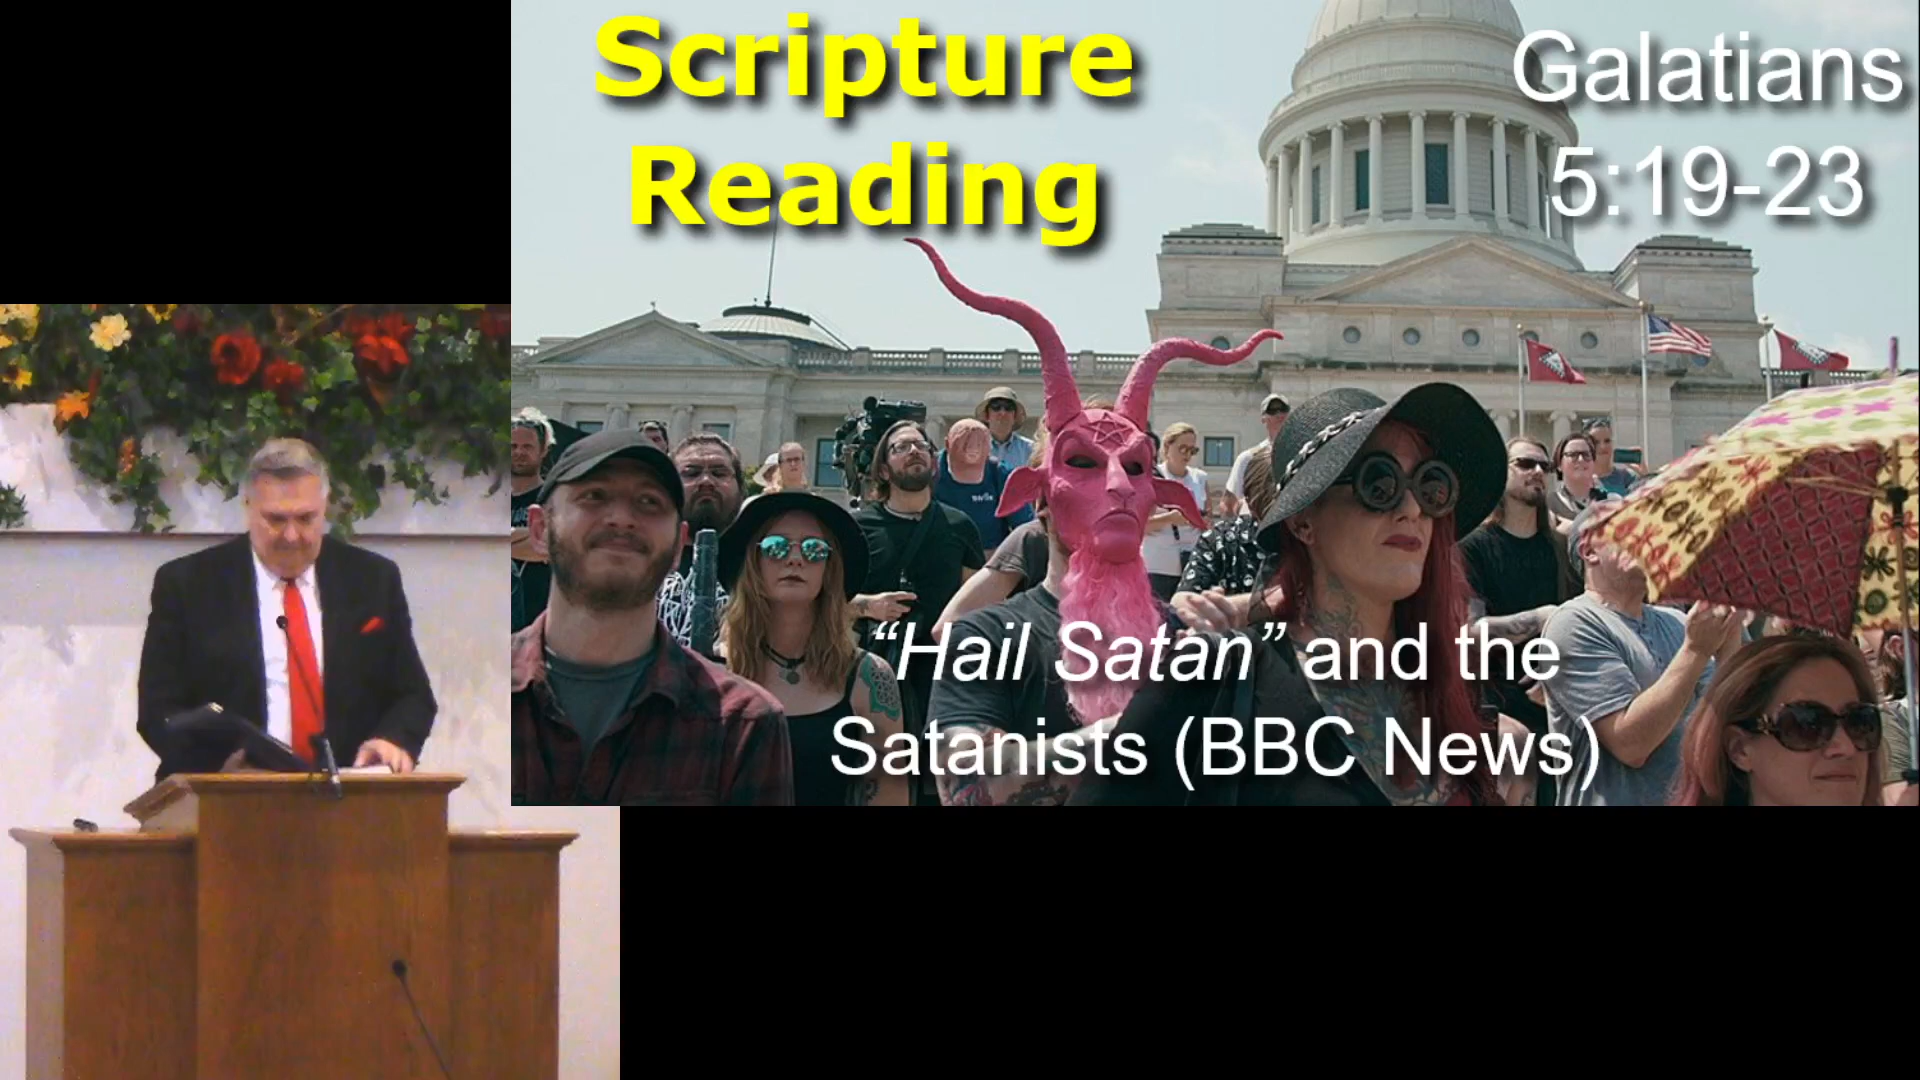 Scripture
Reading
Galatians
5:19-23
“Hail Satan” and the
Satanists (BBC News)